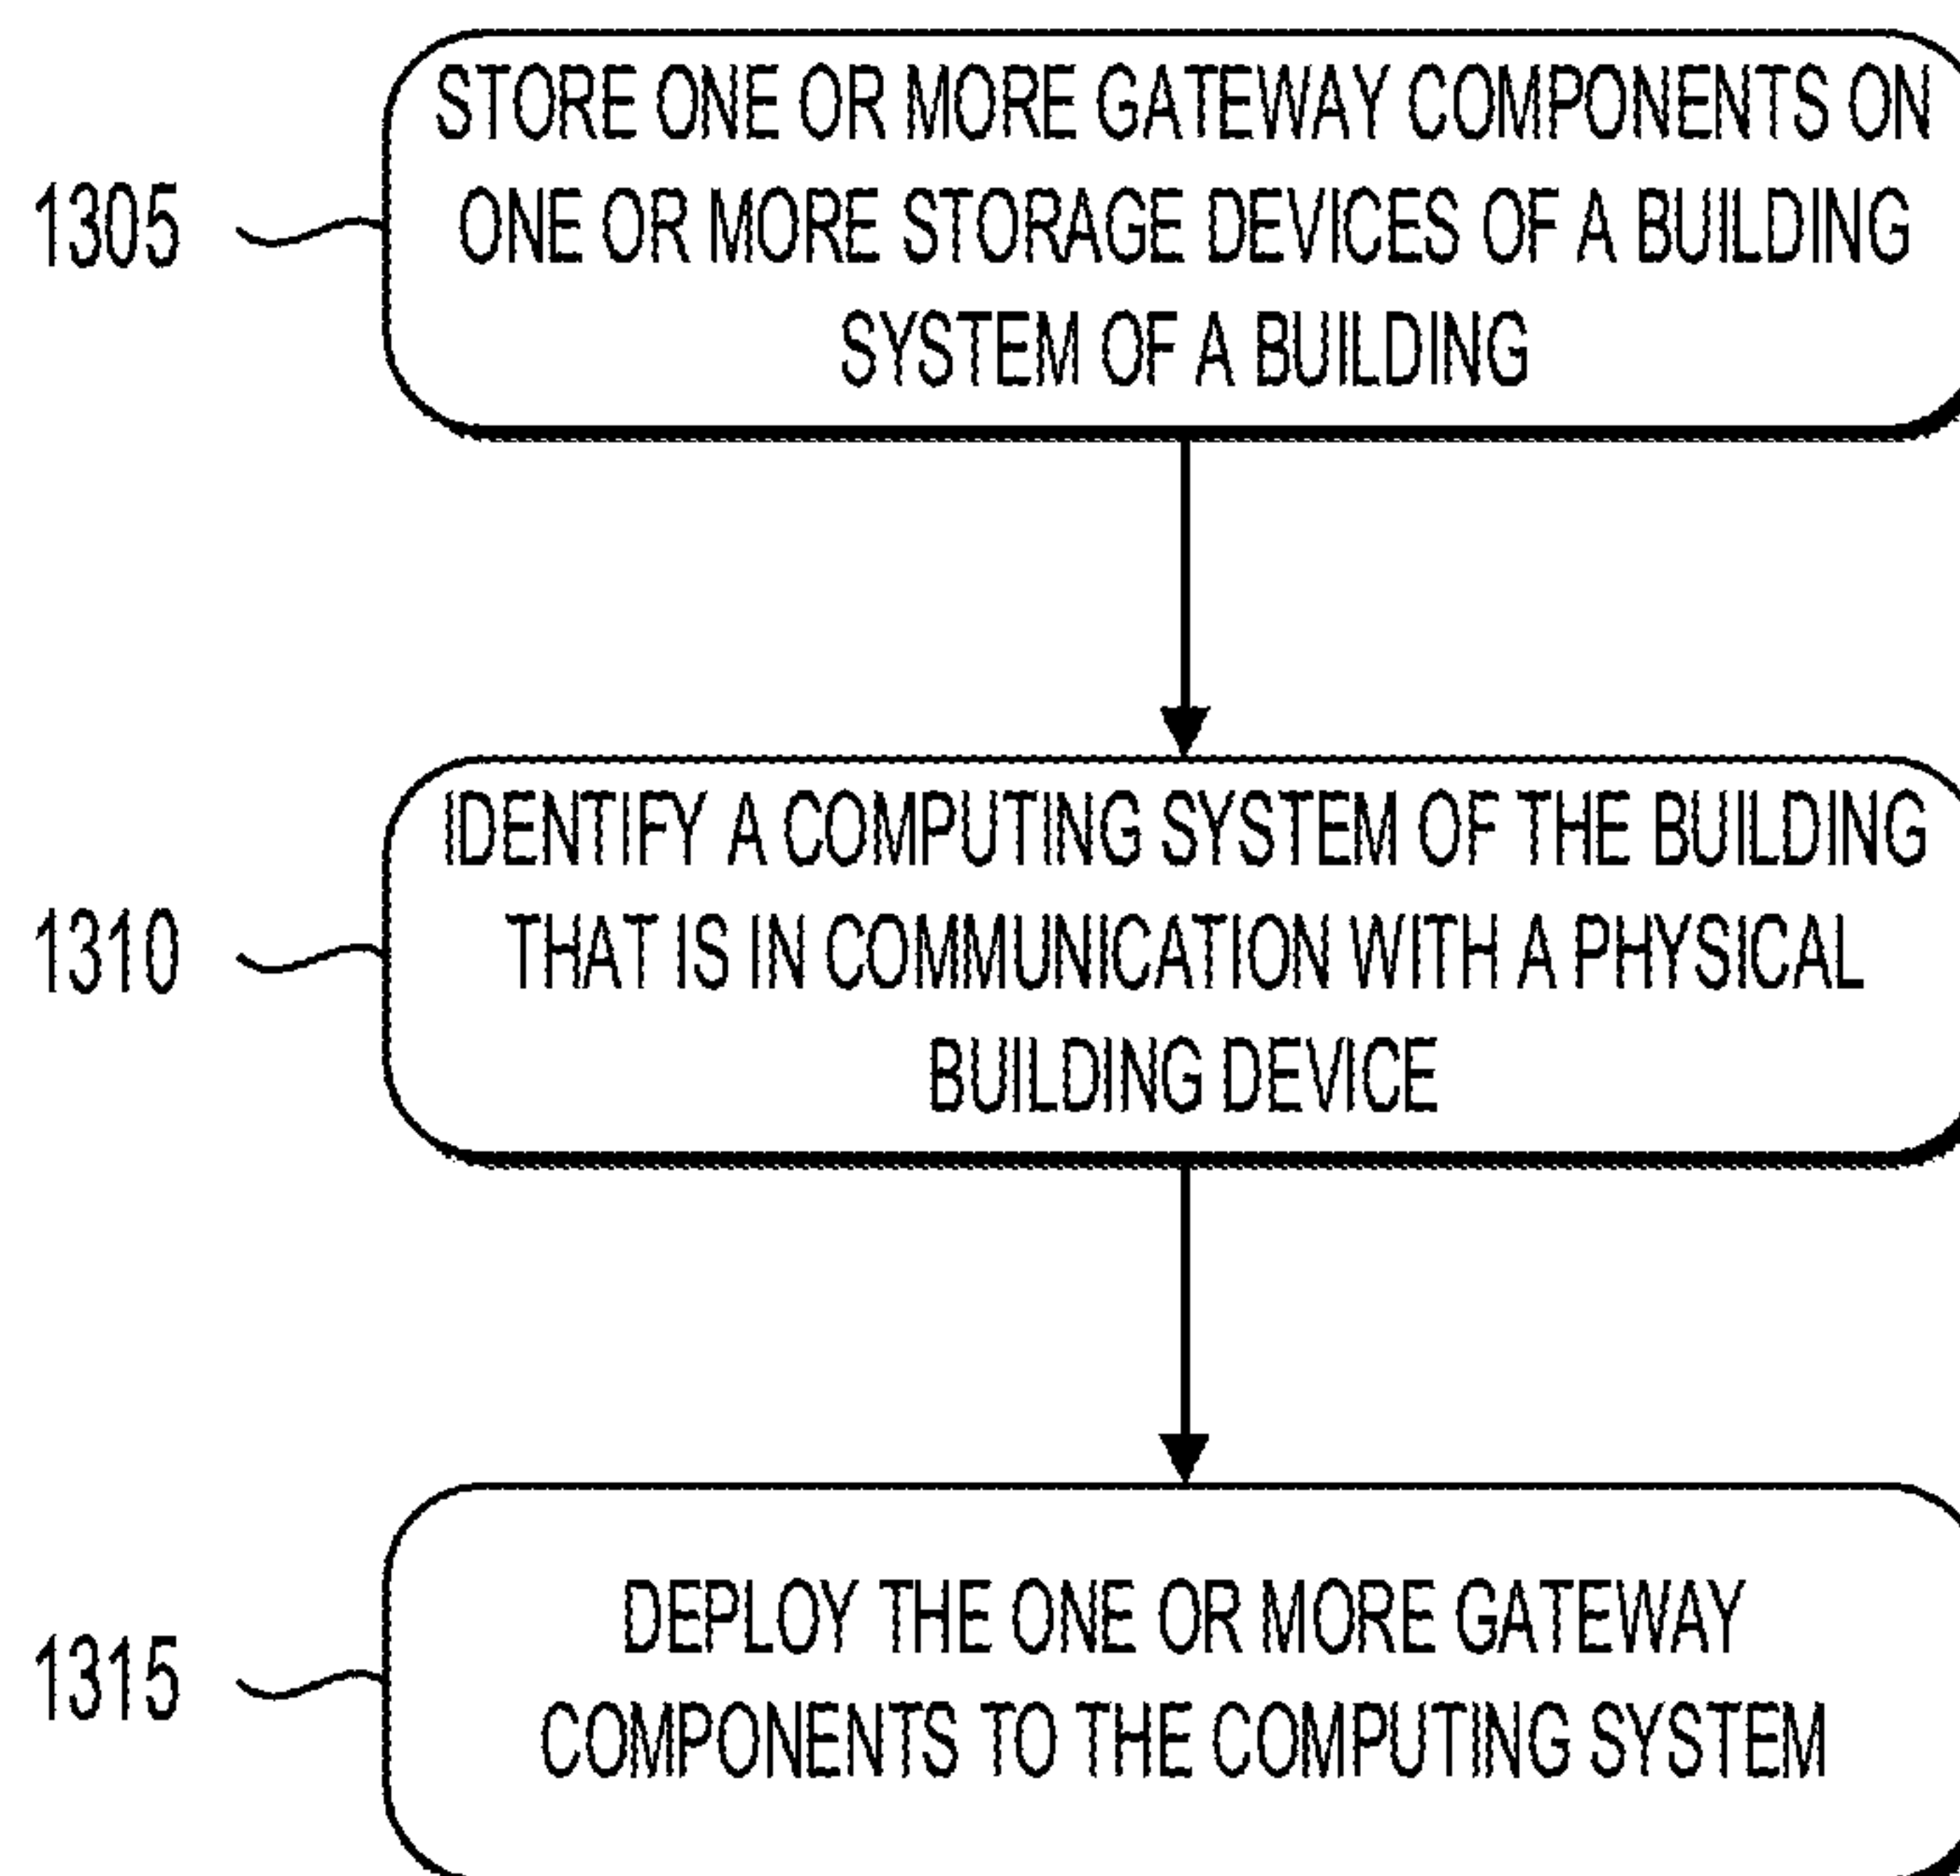 STORE ONE OR MORE GATEWAY COMPONENTS ON
1305
ONE OR MORE STORAGE DEVICES OF A BUILDING
SYSTEM OF A BUILDING
IDENTIFY A COMPUTING SYSTEM OF THE BUILDING
1310
THAT IS IN COMMUNICATION WITH A PHYSICAL
BUILDING DEVICE
DEPLOY THE ONE OR MORE GATEWAY
1315
COMPONENTS TO THE COMPUTING SYSTEM